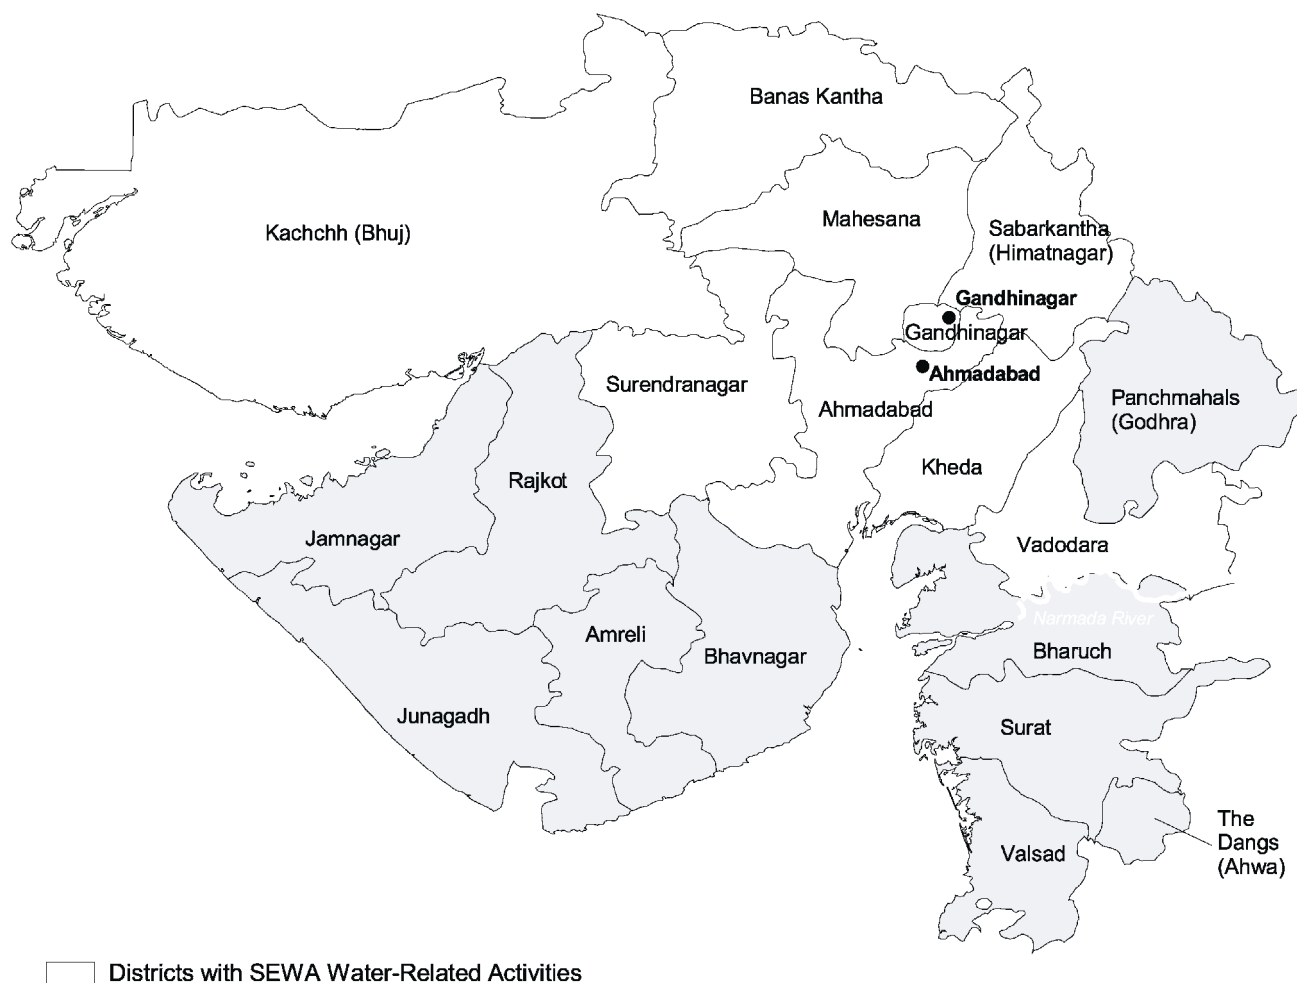 Banas Kantha
Mahesana
Kachchh (Bhuj)
Sabarkantha
(Himatnagar)
Gandhinagar
Gandhinagar
Ahmadabad
Surendranagar
Ahmadabad
Panchmahals
(Godhra)
Kheda
Rajkot
Jamnagar
Vadodara
Narmada River
Amreli
Bhavnagar
Bharuch
Junagadh
Surat
The
Dangs
(Ahwa)
Valsad
Districts with SEWA Water-Related Activities